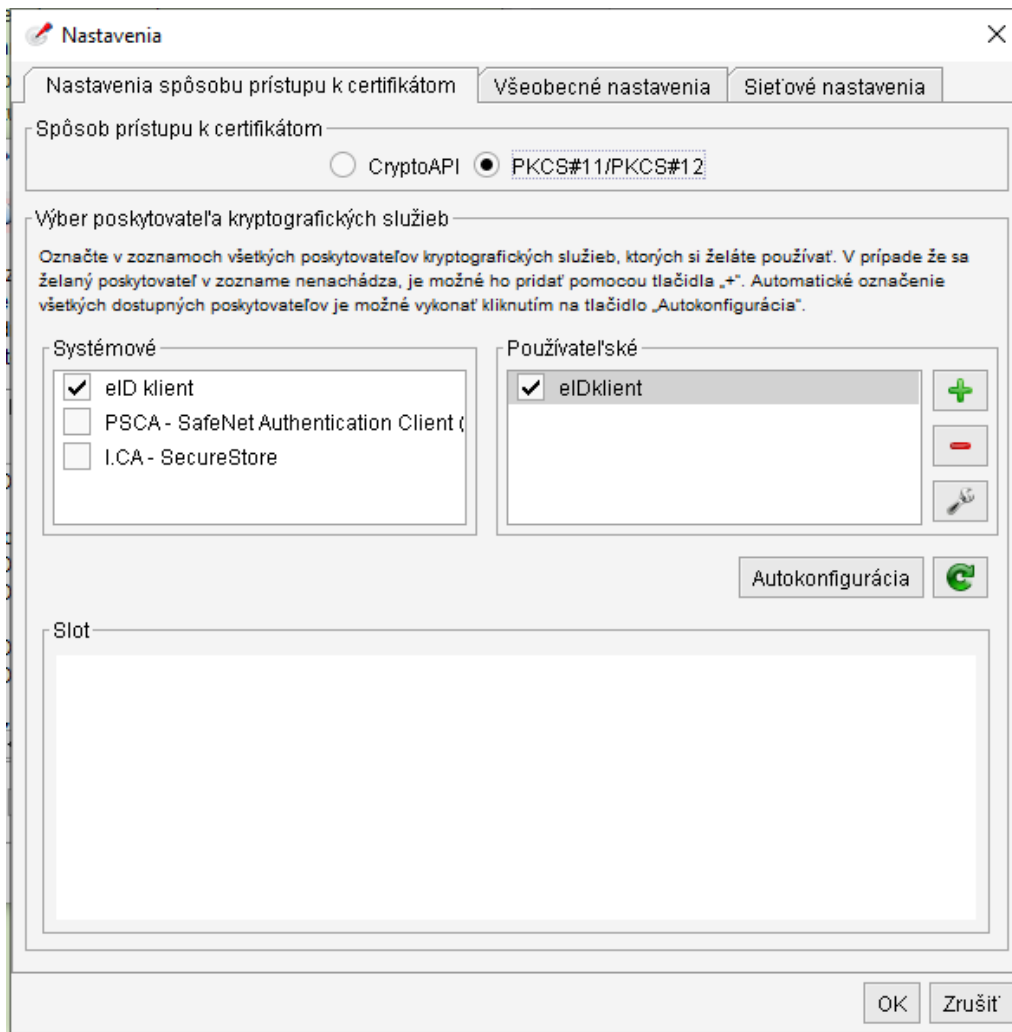 Nastavenia
Nastavenia spôsobu prístupu k certifikátom
Všeobecné nastavenia
Sieťové nastavenia
Spôsob prístupu k certifikátom
CryptoAPI
PKCS#11/PKCS#12
Výber poskytovateľa kryptografických služieb
Označte v zoznamoch všetkých poskytovateľov kryptografických služieb, ktorých si želáte používať. V prípade že sa
želaný poskytovateľ v zozname nenachádza, je možné ho pridať pomocou tlačidla „+“. Automatické označenie
všetkých dostupných poskytovateľov je možné vykonať kliknutím na tlačidlo „Autokonfigurácia“.
Systémové
eID klient
PSCA - SafeNet Authentication Client (
I.CA - SecureStore
Používateľské
eIDklient
Autokonfigurácia
Slot
OK
Zrušiť